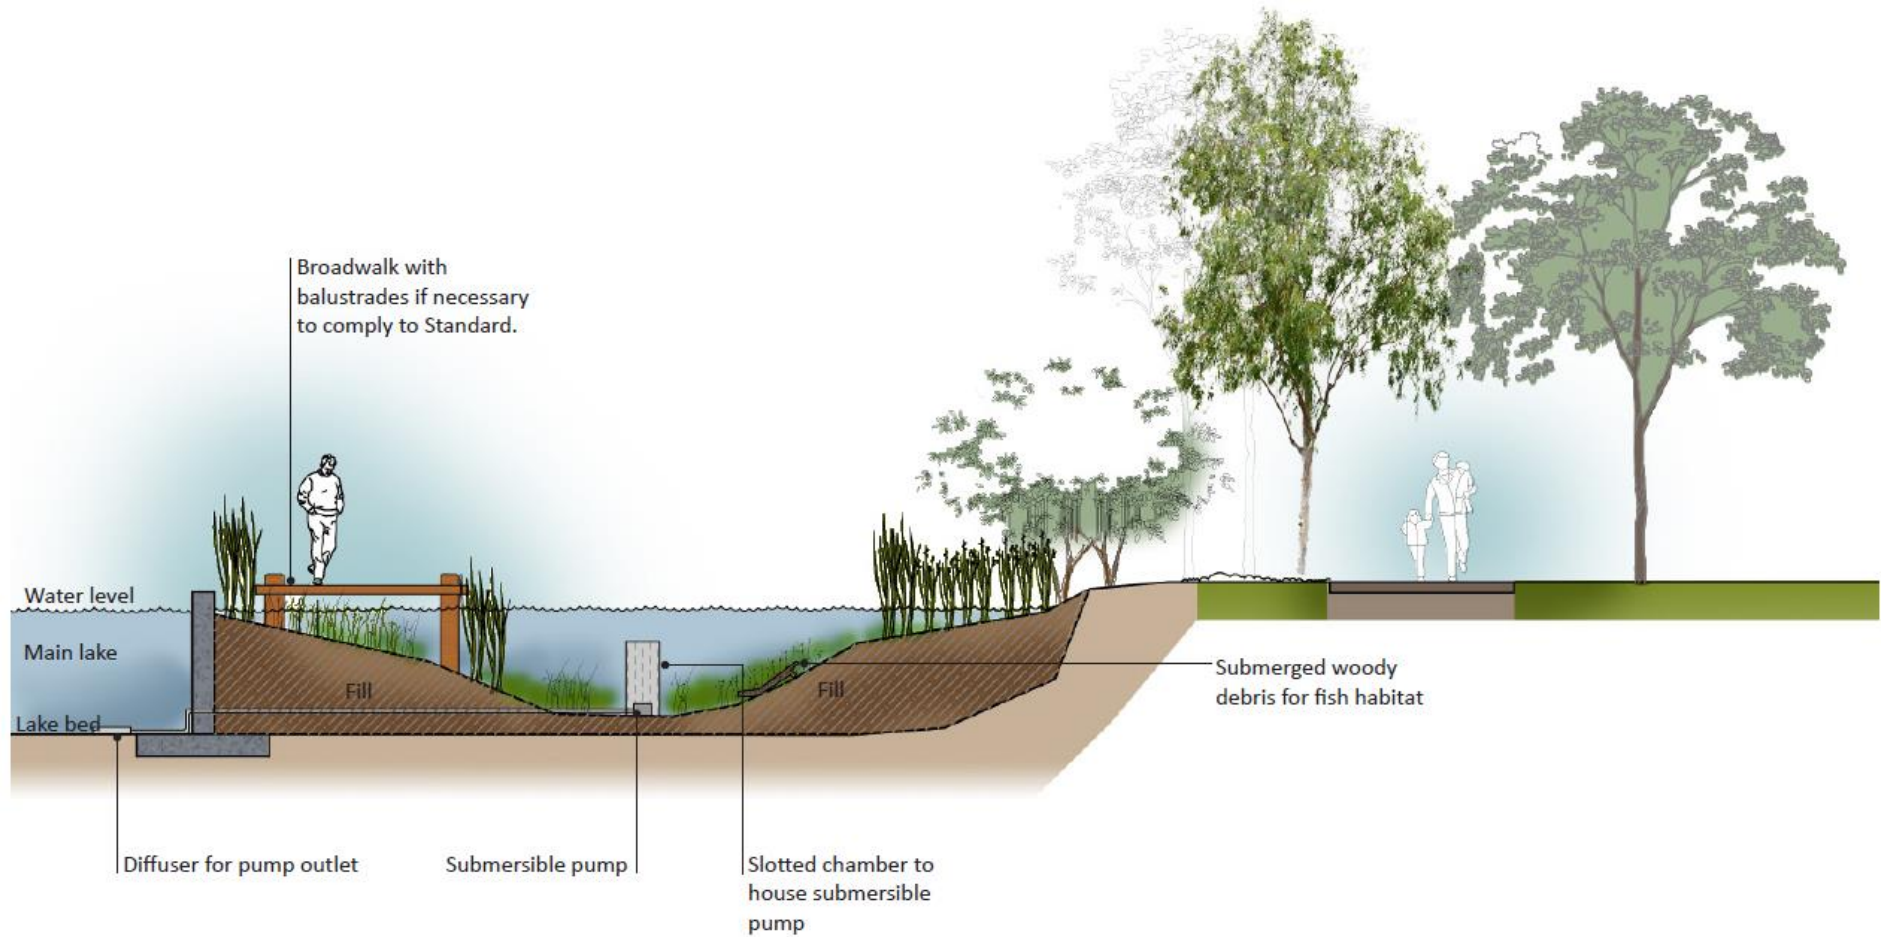 Broadwalk with
balustrades if necessary
to comply to Standard.
Water level
Main lake
Fill
Fill
Lake bed
Submerged woody
debris for fish habitat
Diffuser for pump outlet
Submersible pump
Slotted chamber to
house submersible
pump